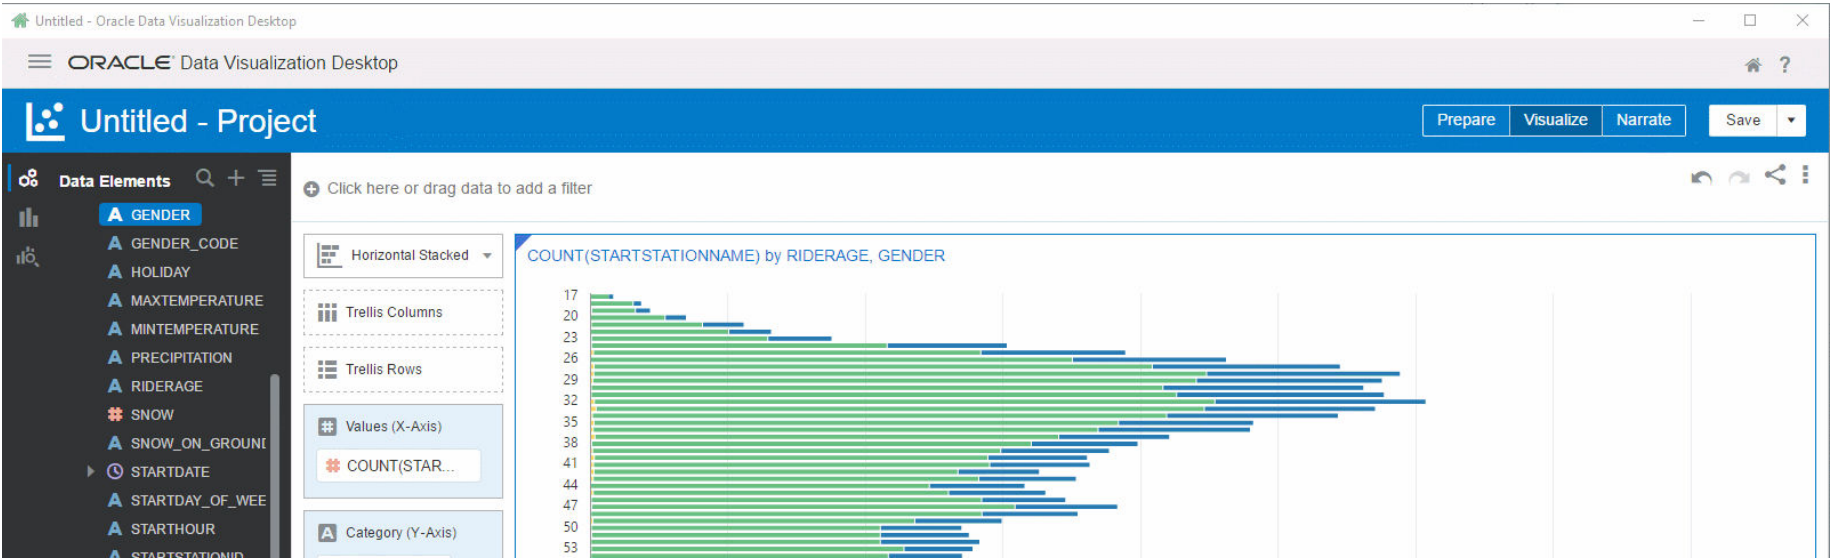 Untitled - Oracle Data Visualization Desktop
ORACLE Data Visualization Desktop
?
Untitled - Project
Prepare Visualize Narrate Save
Data Elements
Click here or drag data to add a filter
A GENDER
A GENDER_CODE
A HOLIDAY
A MAXTEMPERATURE
A MINTEMPERATURE
A PRECIPITATION
A RIDERAGE
# SNOW
A SNOW_ON_GROUN
STARTDATE
A STARTDAY_OF_WEE
A STARTHOUR
A STARTSTATIONID
Horizontal Stacked
Trellis Columns
Trellis Rows
# Values (X-Axis)
# COUNT(STAR...
A Category (Y-Axis)
COUNT(STARTSTATIONNAME) by RIDERAGE, GENDER
17
20
23
26
29
32
35
38
41
44
47
50
53